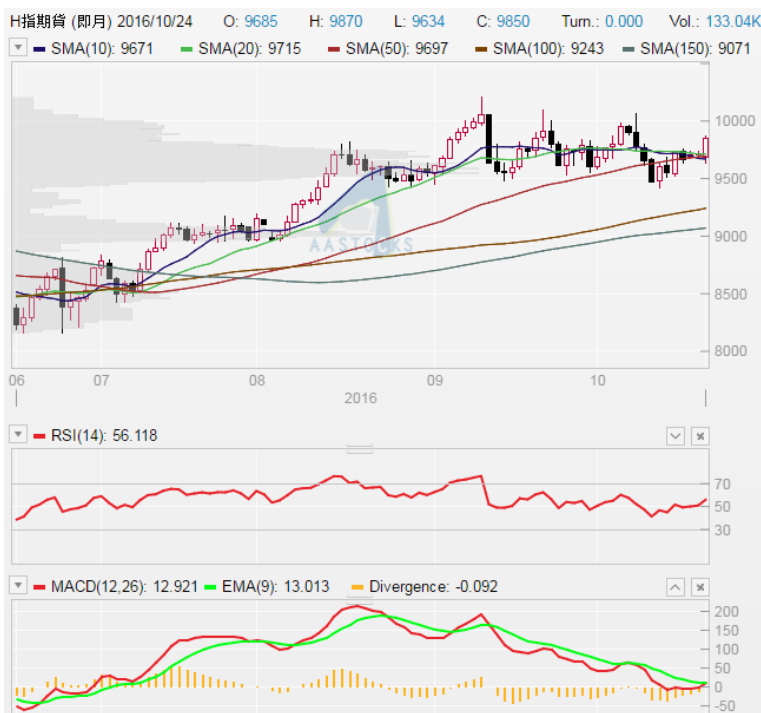 H指期貨 (即月) 2016/10/24 O: 9685 H: 9870 L: 9634 C: 9850 Turn.: 0.000 Vol.: 133.04K
SMA(10): 9671 SMA(20): 9715 SMA(50): 9697 SMA(100): 9243 SMA(150): 9071
10000
9500
9000
AASTOCKS
8500
8000
06 07 08 09 10
2016
RSI(14): 56.118
70
50
30
MACD(12,26): 12.921 EMA(9): 13.013 Divergence: -0.092
200
150
100
50
0
-50